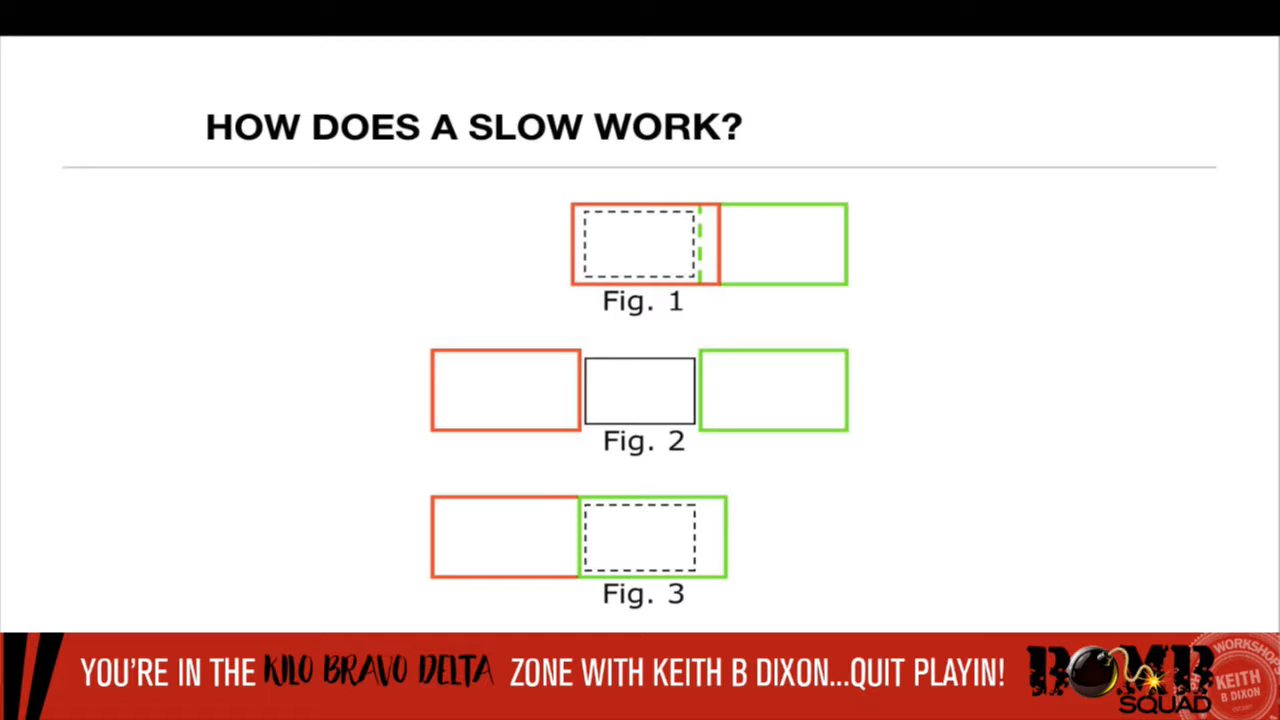 HOW DOES A SLOW WORK?
Fig. 1
Fig. 2
Fig. 3
YOU'RE IN THE KILO BRAVO DELTA ZONE WITH KEITH B DIXON...QUIT PLAYIN!
BOMB
SQUAD
WORKSHOP
KEITH
B DIXON